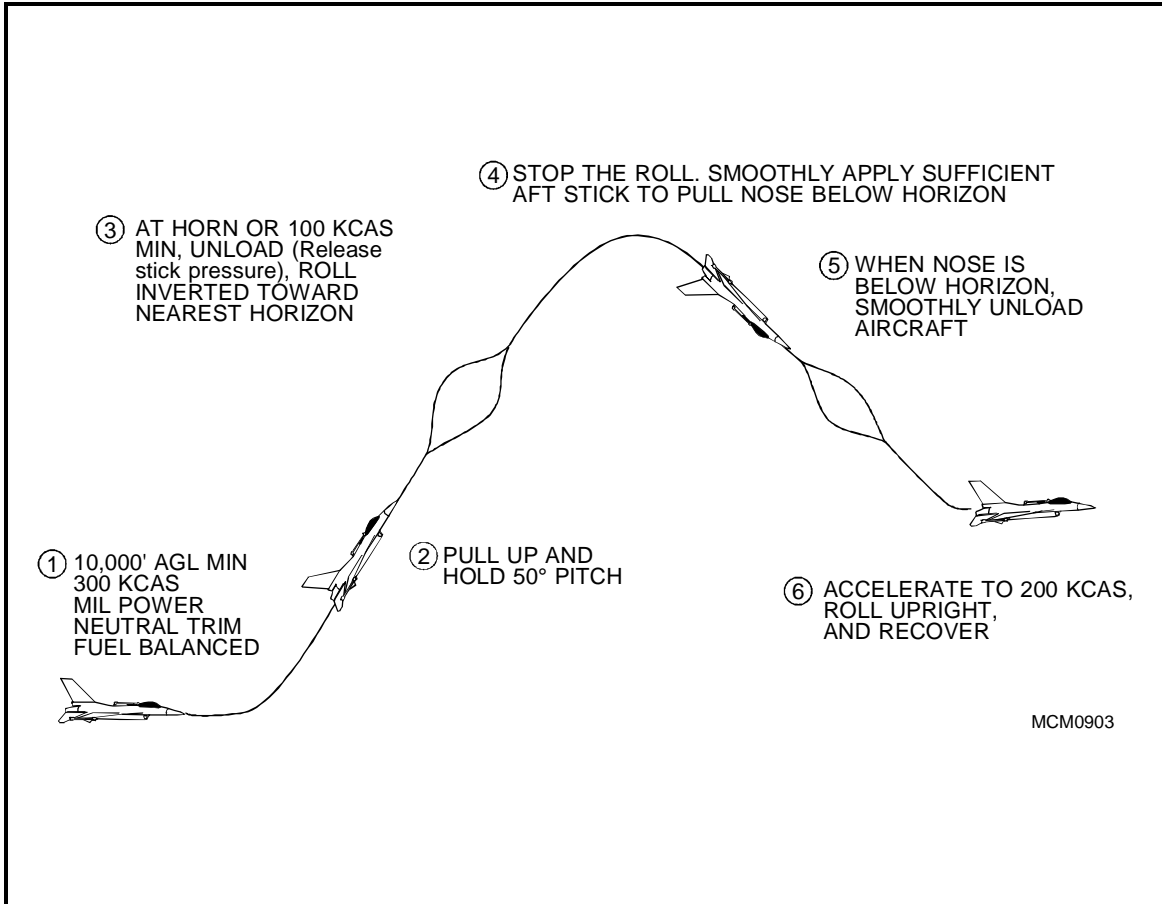 ① 10,000' AGL MIN
300 KCAS
MIL POWER
NEUTRAL TRIM
FUEL BALANCED
② PULL UP AND
HOLD 50° PITCH
③ AT HORN OR 100 KCAS
MIN, UNLOAD (Release
stick pressure), ROLL
INVERTED TOWARD
NEAREST HORIZON
④ STOP THE ROLL. SMOOTHLY APPLY SUFFICIENT
AFT STICK TO PULL NOSE BELOW HORIZON
⑤ WHEN NOSE IS
BELOW HORIZON,
SMOOTHLY UNLOAD
AIRCRAFT
⑥ ACCELERATE TO 200 KCAS,
ROLL UPRIGHT,
AND RECOVER
MCM0903